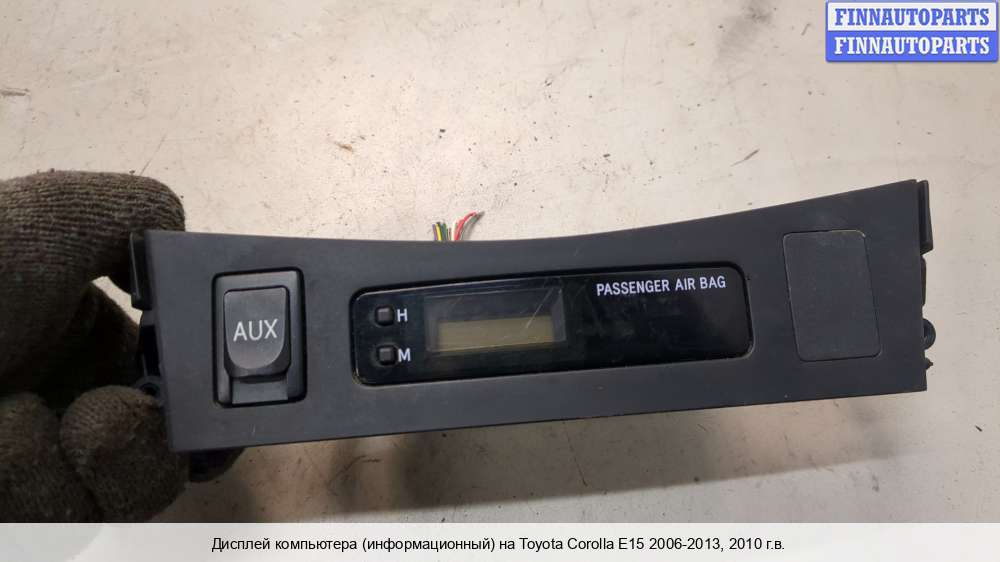 FINNAUTOPARTS
FINNAUTOPARTS
PASSENGER AIR BAG
AUX
H
M
Дисплей компьютера (информационный) на Toyota Corolla E15 2006-2013, 2010 г.в.